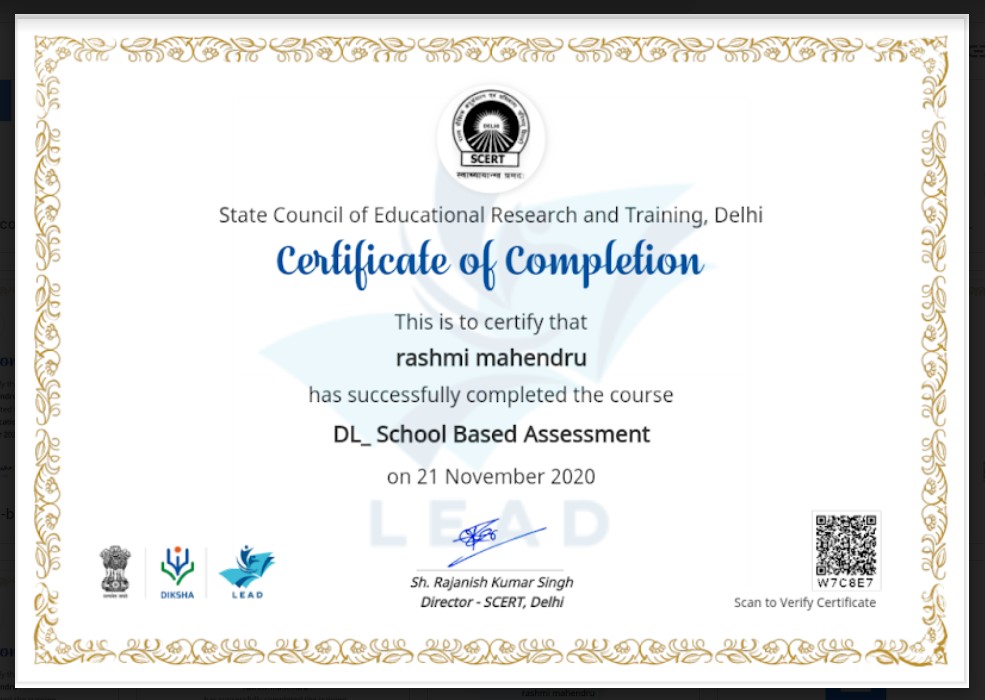 DELHI
SCERT
State Council of Educational Research and Training, Delhi
Certificate of Completion
This is to certify that
rashmi mahendru
has successfully completed the course
DL_ School Based Assessment
on 21 November 2020
LEAD
Sh. Rajanish Kumar Singh
Director - SCERT, Delhi
DIKSHA
LEAD
W7C8E7
Scan to Verify Certificate
rashmi mahendru